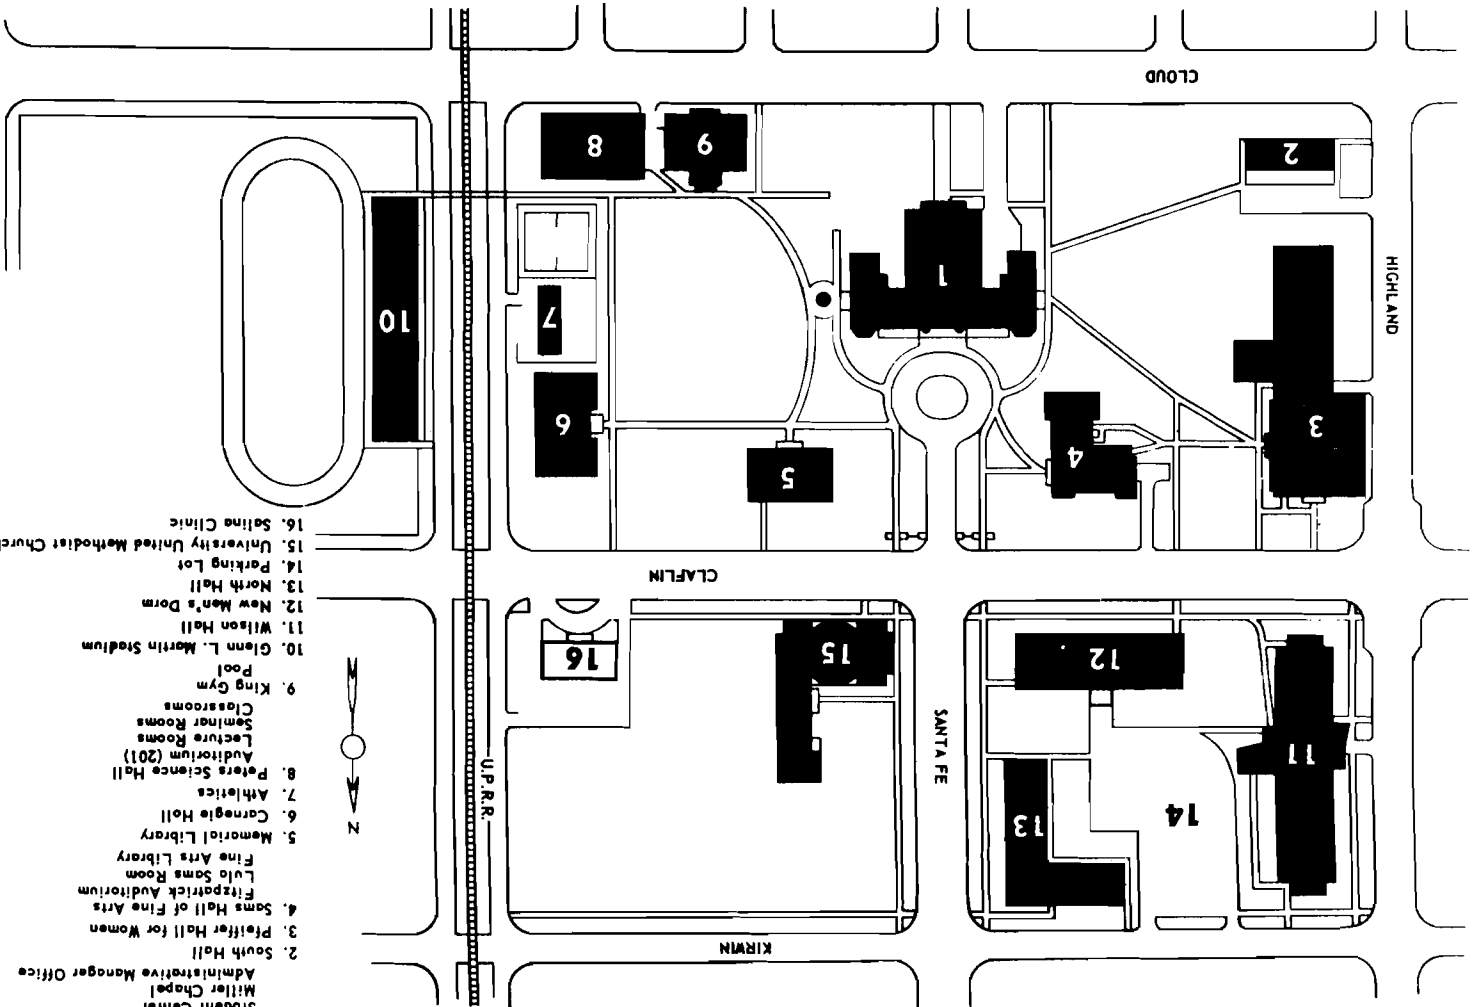 Student Center
Miller Chapel
Administrative Manager Office
2. South Hall
3. Pfeiffer Hall for Women
4. Sams Hall of Fine Arts
Fitzpatrick Auditorium
Lula Sams Room
Fine Arts Library
5. Memorial Library
6. Carnegie Hall
7. Athletics
8. Peters Science Hall
Auditorium (201)
Lecture Rooms
Seminar Rooms
Classrooms
9. King Gym
Pool
10. Glenn L. Martin Stadium
11. Wilson Hall
12. New Men's Dorm
13. North Hall
14. Parking Lot
15. University United Methodist Church
16. Salina Clinic
N
KIRWIN
13
14
11
U.P.R.R.
SANTA FE
12
15
16
CLAFLIN
5
4
3
6
10
7
1
HIGHLAND
2
9
8
CLOUD